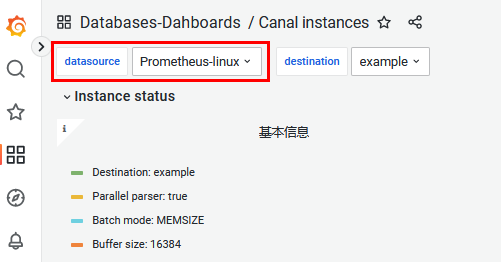 Databases-Dahboards / Canal instances
datasource Prometheus-linux destination example
Instance status
i
基本信息
Destination: example
Parallel parser: true
Batch mode: MEMSIZE
Buffer size: 16384